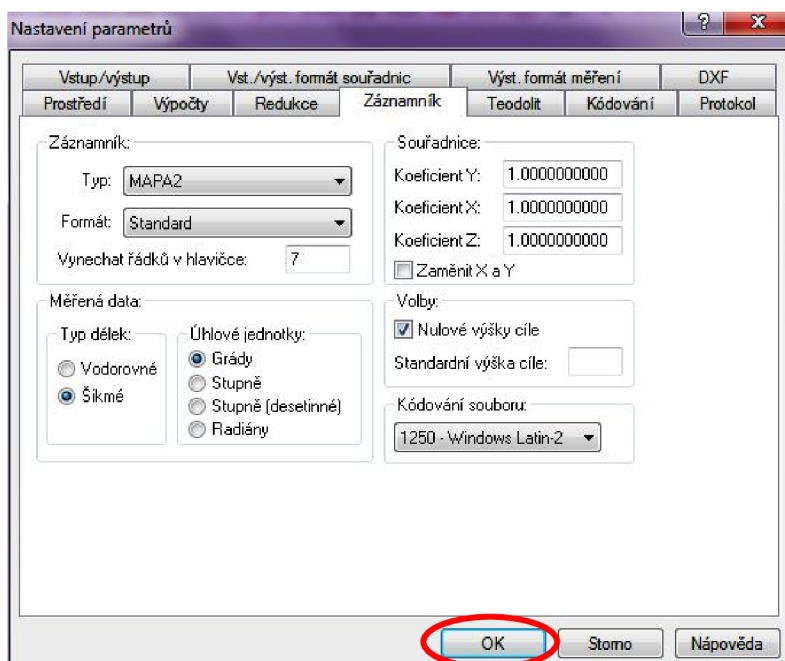 Nastavení parametrů
? X
Vstup/výstup Vst./výst. formát souřadnic Výst. formát měření DXF
Prostředí Výpočty Redukce Záznamník Teodolit Kódování Protokol
Záznamník:
Typ: MAPA2
Formát: Standard
Vynechat řádků v hlavičce: 7
Souřadnice:
Koeficient Y: 1.0000000000
Koeficient X: 1.0000000000
Koeficient Z: 1.0000000000
Zaměnit X a Y
Měřená data:
Typ délek:
Vodorovné
Šikmé
Úhlové jednotky:
Grády
Stupně
Stupně (desetinné)
Radiány
Volby:
Nulové výšky cíle
Standardní výška cíle:
Kódování souboru:
1250 - Windows Latin-2
OK Storno Nápověda